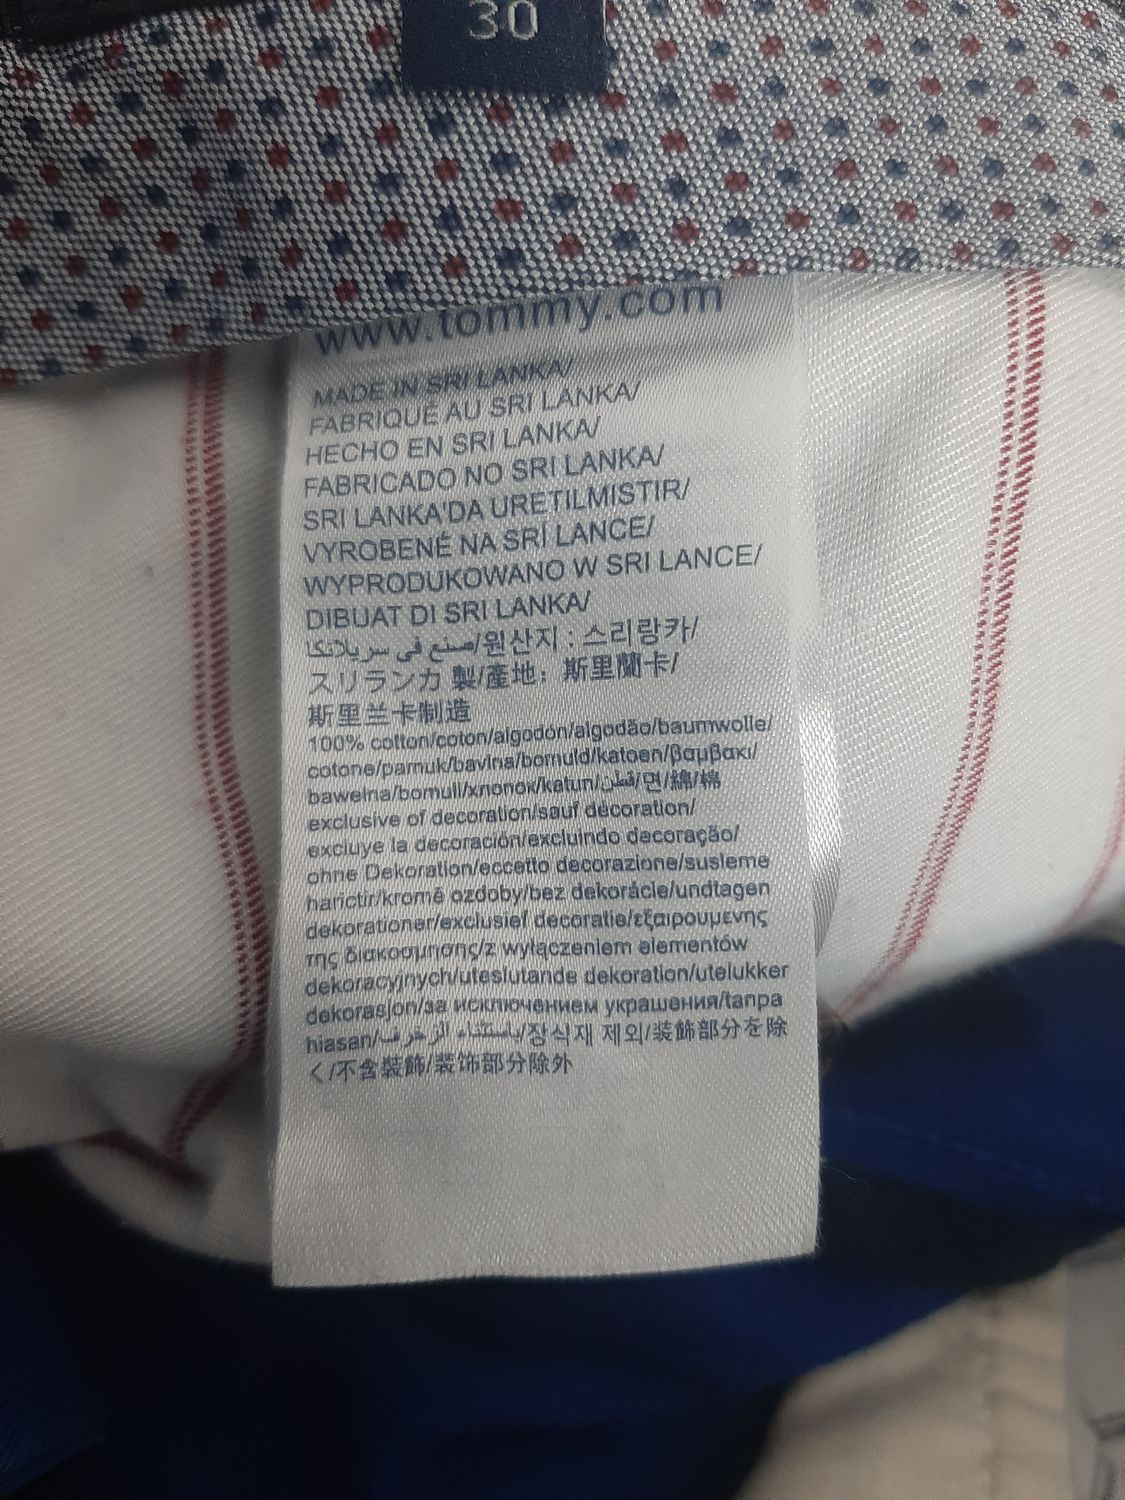 30
www.tommy.com
MADE IN SRI LANKA/
FABRIQUÉ AU SRI LANKA/
HECHO EN SRI LANKA/
FABRICADO NO SRI LANKA/
SRI LANKA'DA URETILMISTIR/
VYROBENÉ NA SRÍ LANCE/
WYPRODUKOWANO W SRI LANCE/
DIBUAT DI SRI LANKA/
صنع في سريلانكا/원산지 : 스리랑카/
スリランカ 製/產地：斯里蘭卡/
斯里兰卡制造
100% cotton/coton/algodón/algodão/baumwolle/
cotone/pamuk/bavlna/bomuld/katoen/βαμβακι/
bawełna/bomull/хлопок/katun/قطن/면/綿/棉
exclusive of decoration/sauf décoration/
excluye la decoración/excluindo decoração/
ohne Dekoration/eccetto decorazione/susleme
harictir/kromě ozdoby/bez dekorácie/undtagen
dekorationer/exclusief decoratie/εξαιρουμενης
της διακοσμησης/z wyłączeniem elementów
dekoracyjnych/uteslutande dekoration/utelukker
dekorasjon/за исключением украшения/tanpa
hiasan/باستثناء الزخرف/장식재 제외/装飾部分を除
く/不含裝飾/装饰部分除外